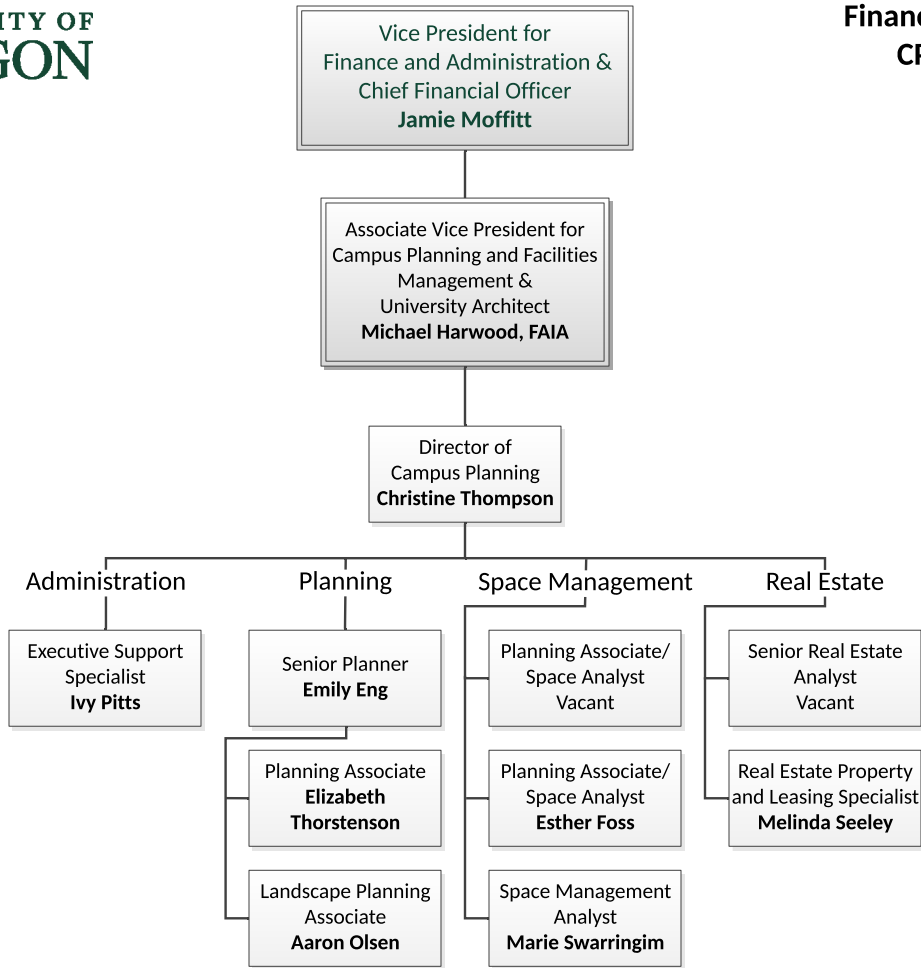 ITY OF
GON
Financ
CP
Vice President for
Finance and Administration &
Chief Financial Officer
Jamie Moffitt
Associate Vice President for
Campus Planning and Facilities
Management &
University Architect
Michael Harwood, FAIA
Director of
Campus Planning
Christine Thompson
Administration
Executive Support
Specialist
Ivy Pitts
Planning
Senior Planner
Emily Eng
Planning Associate
Elizabeth
Thorstenson
Landscape Planning
Associate
Aaron Olsen
Space Management
Planning Associate/
Space Analyst
Vacant
Planning Associate/
Space Analyst
Esther Foss
Space Management
Analyst
Marie Swarringim
Real Estate
Senior Real Estate
Analyst
Vacant
Real Estate Property
and Leasing Specialist
Melinda Seeley